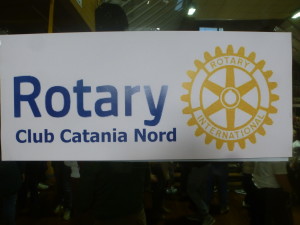 Rotary
Club Catania Nord
ROTARY
INTERNATIONAL